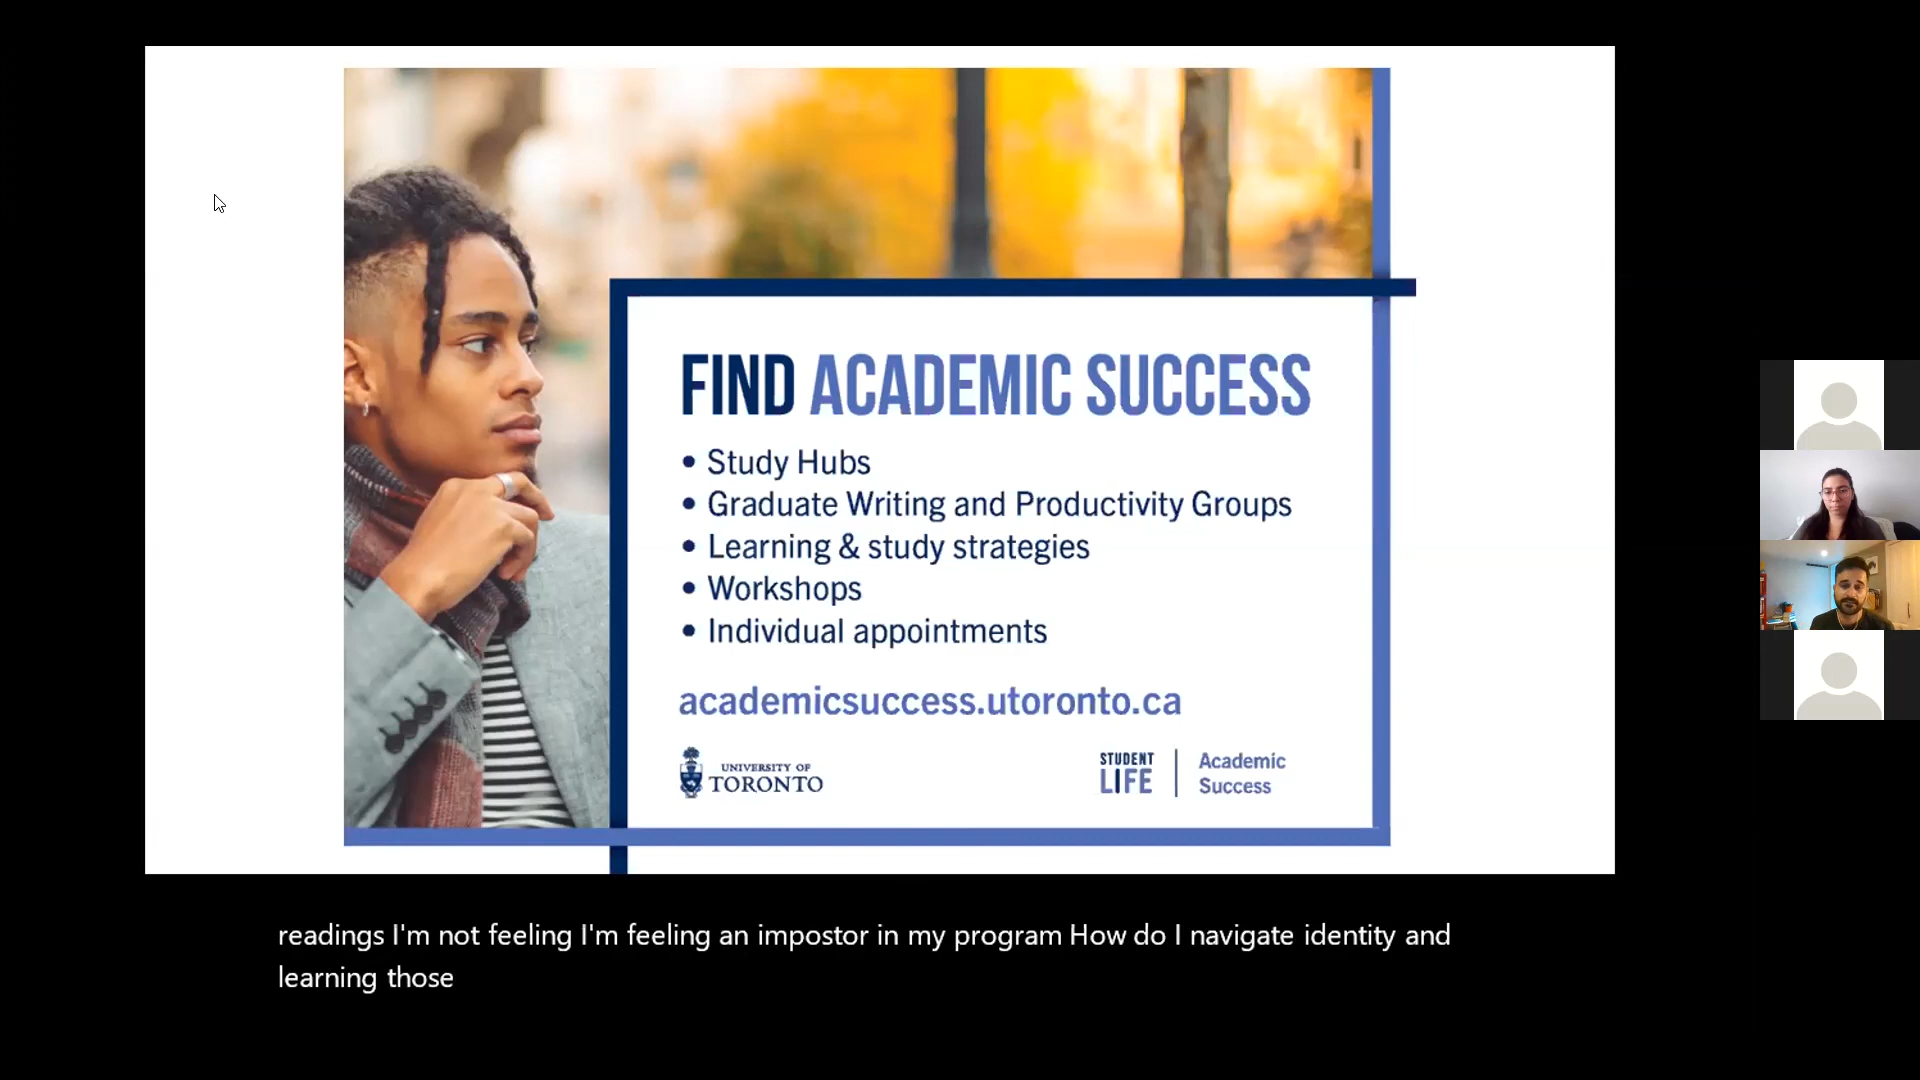 FIND ACADEMIC SUCCESS
• Study Hubs
• Graduate Writing and Productivity Groups
• Learning & study strategies
• Workshops
• Individual appointments
academicsuccess.utoronto.ca
UNIVERSITY OF
TORONTO
STUDENT
LIFE
Academic
Success
readings I'm not feeling I'm feeling an impostor in my program How do I navigate identity and
learning those